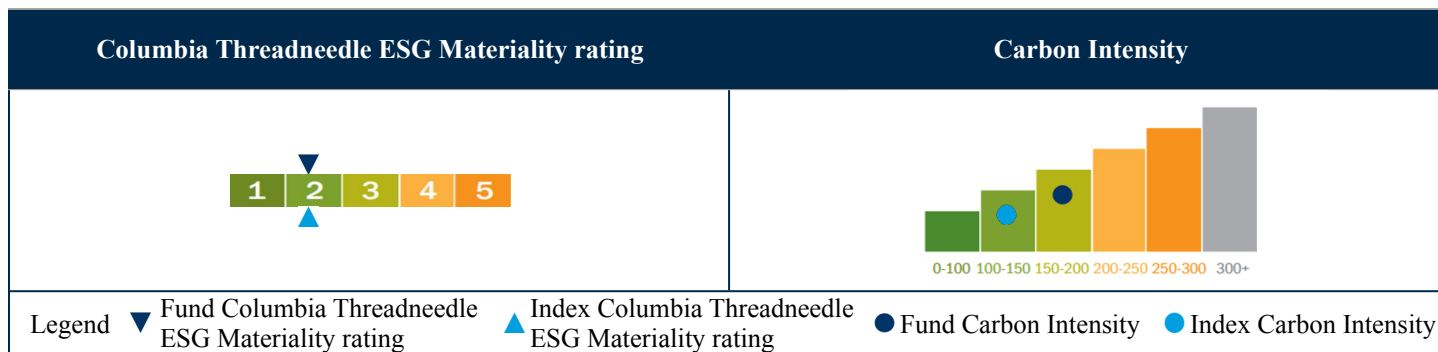 Columbia Threadneedle ESG Materiality rating
Carbon Intensity
1 2 3 4 5
0-100 100-150 150-200 200-250 250-300 300+
Legend
Fund Columbia Threadneedle
ESG Materiality rating
Index Columbia Threadneedle
ESG Materiality rating
Fund Carbon Intensity
Index Carbon Intensity